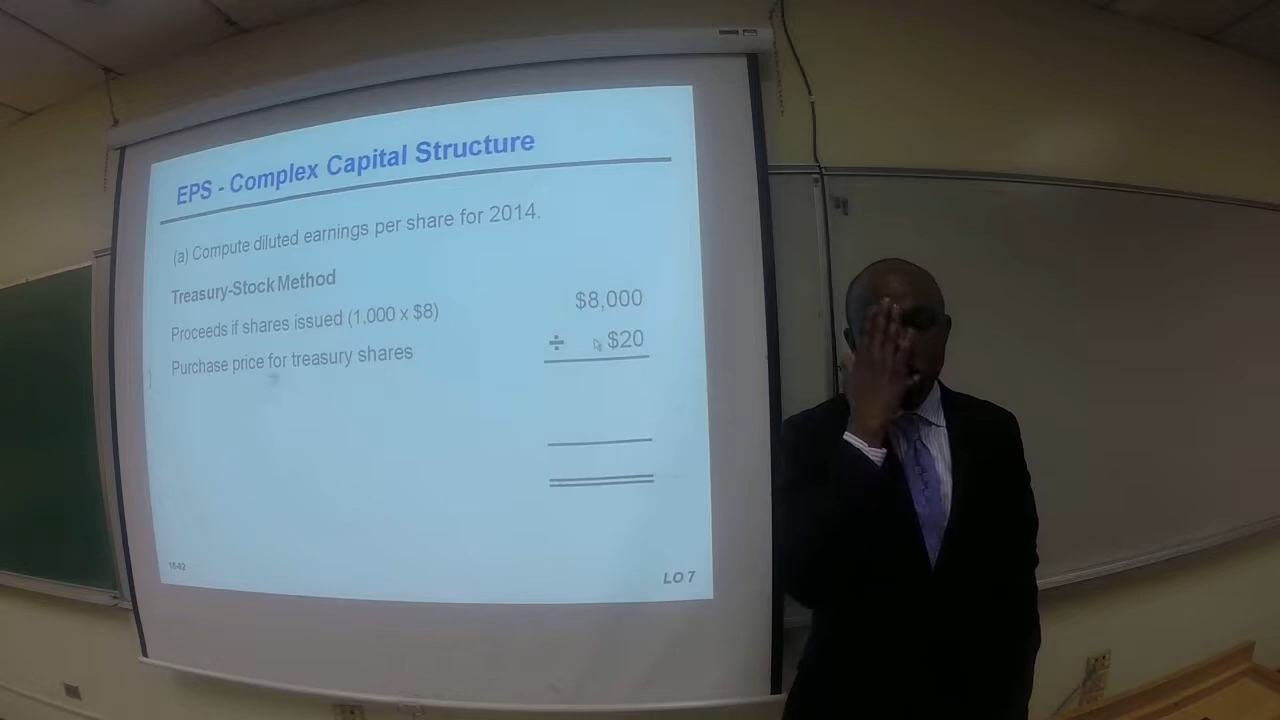 EPS - Complex Capital Structure
(a) Compute diluted earnings per share for 2014.
Treasury-Stock Method
Proceeds if shares issued (1,000 x $8) $8,000
Purchase price for treasury shares ÷ $20
LO 7